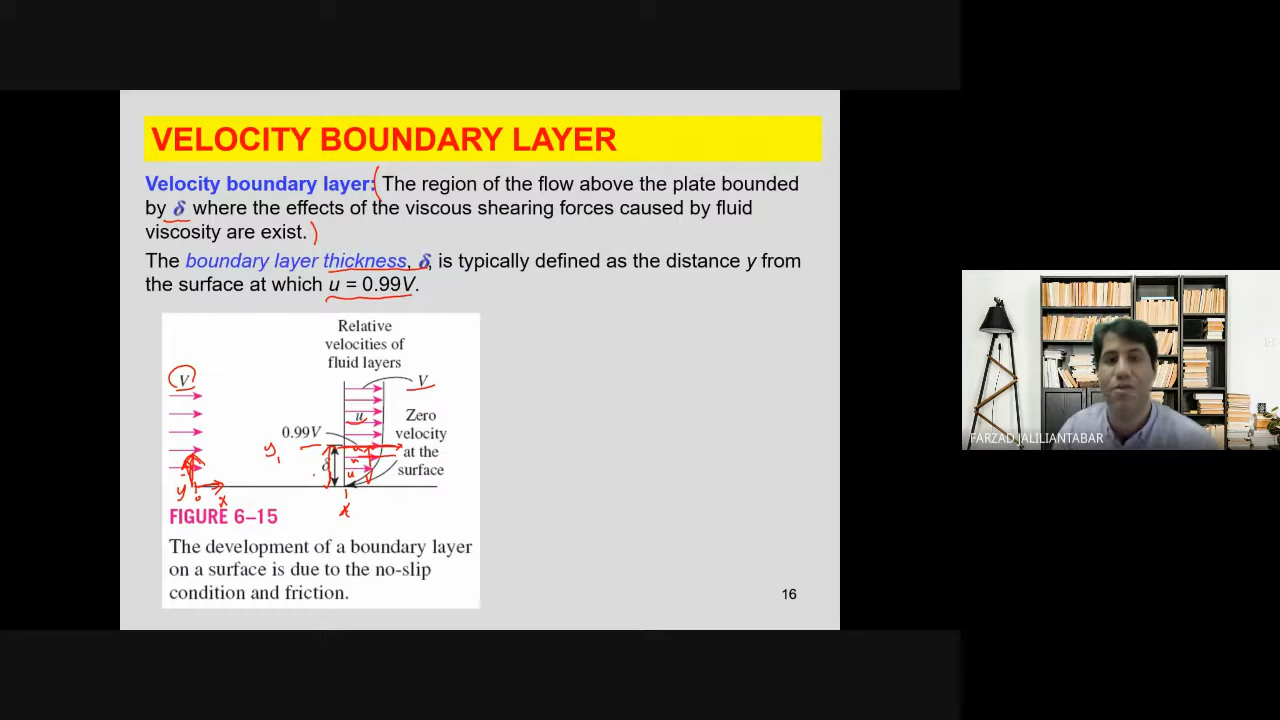 VELOCITY BOUNDARY LAYER
Velocity boundary layer: The region of the flow above the plate bounded
by δ where the effects of the viscous shearing forces caused by fluid
viscosity are exist.
The boundary layer thickness, δ, is typically defined as the distance y from
the surface at which u = 0.99V.
Relative
velocities of
fluid layers
V
V
u
Zero
velocity
at the
surface
0.99V
y₁
δ
u
u
y
0
x
x
FIGURE 6–15
The development of a boundary layer
on a surface is due to the no-slip
condition and friction.
16
FARZAD JALILIANTABAR